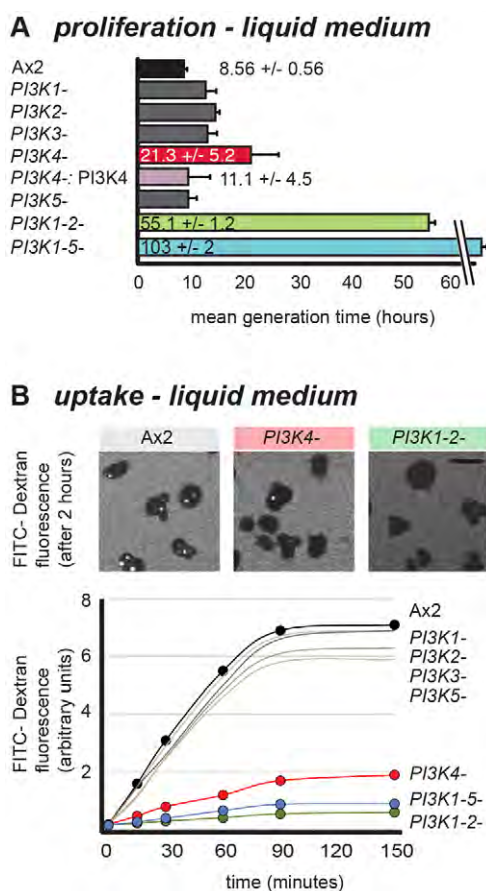 A proliferation - liquid medium
Ax2 8.56 +/- 0.56
PI3K1-
PI3K2-
PI3K3-
PI3K4- 21.3 +/- 5.2
PI3K4-: PI3K4 11.1 +/- 4.5
PI3K5-
PI3K1-2- 55.1 +/- 1.2
PI3K1-5- 103 +/- 2
0 10 20 30 40 50 60
mean generation time (hours)
B uptake - liquid medium
Ax2 PI3K4- PI3K1-2-
FITC- Dextran
fluorescence
(after 2 hours)
FITC- Dextran
fluorescence
(arbitrary units)
8
6
4
2
Ax2
PI3K1-
PI3K2-
PI3K3-
PI3K5-
PI3K4-
PI3K1-5-
PI3K1-2-
0 30 60 90 120 150
time (minutes)